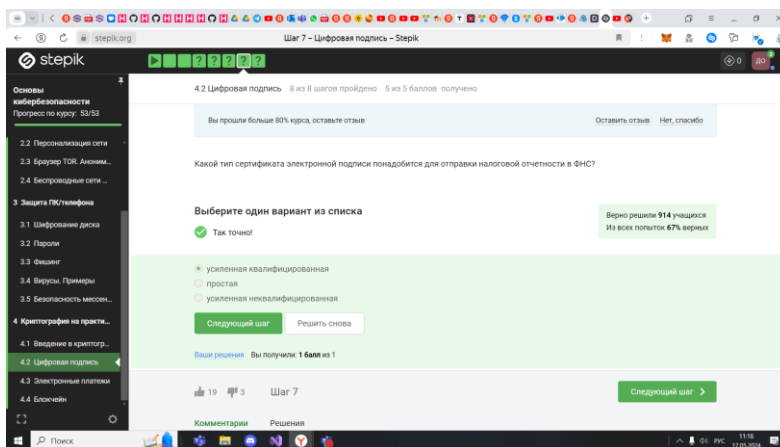 stepik.org
Шаг 7 – Цифровая подпись – Stepik
stepik
? ? ? ? ?
0
ДО
Основы
кибербезопасности
Прогресс по курсу: 53/53
4.2 Цифровая подпись 8 из 8 шагов пройдено 5 из 5 баллов получено
Вы прошли больше 80% курса, оставьте отзыв
Оставить отзыв Нет, спасибо
2.2 Персонализация сети
2.3 Браузер TOR. Аноним...
2.4 Беспроводные сети ...
3 Защита ПК/телефона
3.1 Шифрование диска
3.2 Пароли
3.3 Фишинг
3.4 Вирусы. Примеры
3.5 Безопасность мессен...
4 Криптография на практи...
4.1 Введение в криптогр...
4.2 Цифровая подпись
4.3 Электронные платежи
4.4 Блокчейн
Какой тип сертификата электронной подписи понадобится для отправки налоговой отчетности в ФНС?
Выберите один вариант из списка
Так точно!
Верно решили 914 учащихся
Из всех попыток 67% верных
усиленная квалифицированная
простая
усиленная неквалифицированная
Следующий шаг
Решить снова
Ваши решения Вы получили: 1 балл из 1
19 3 Шаг 7
Следующий шаг
Комментарии Решения
Поиск
РУС
11:18
17.05.2024